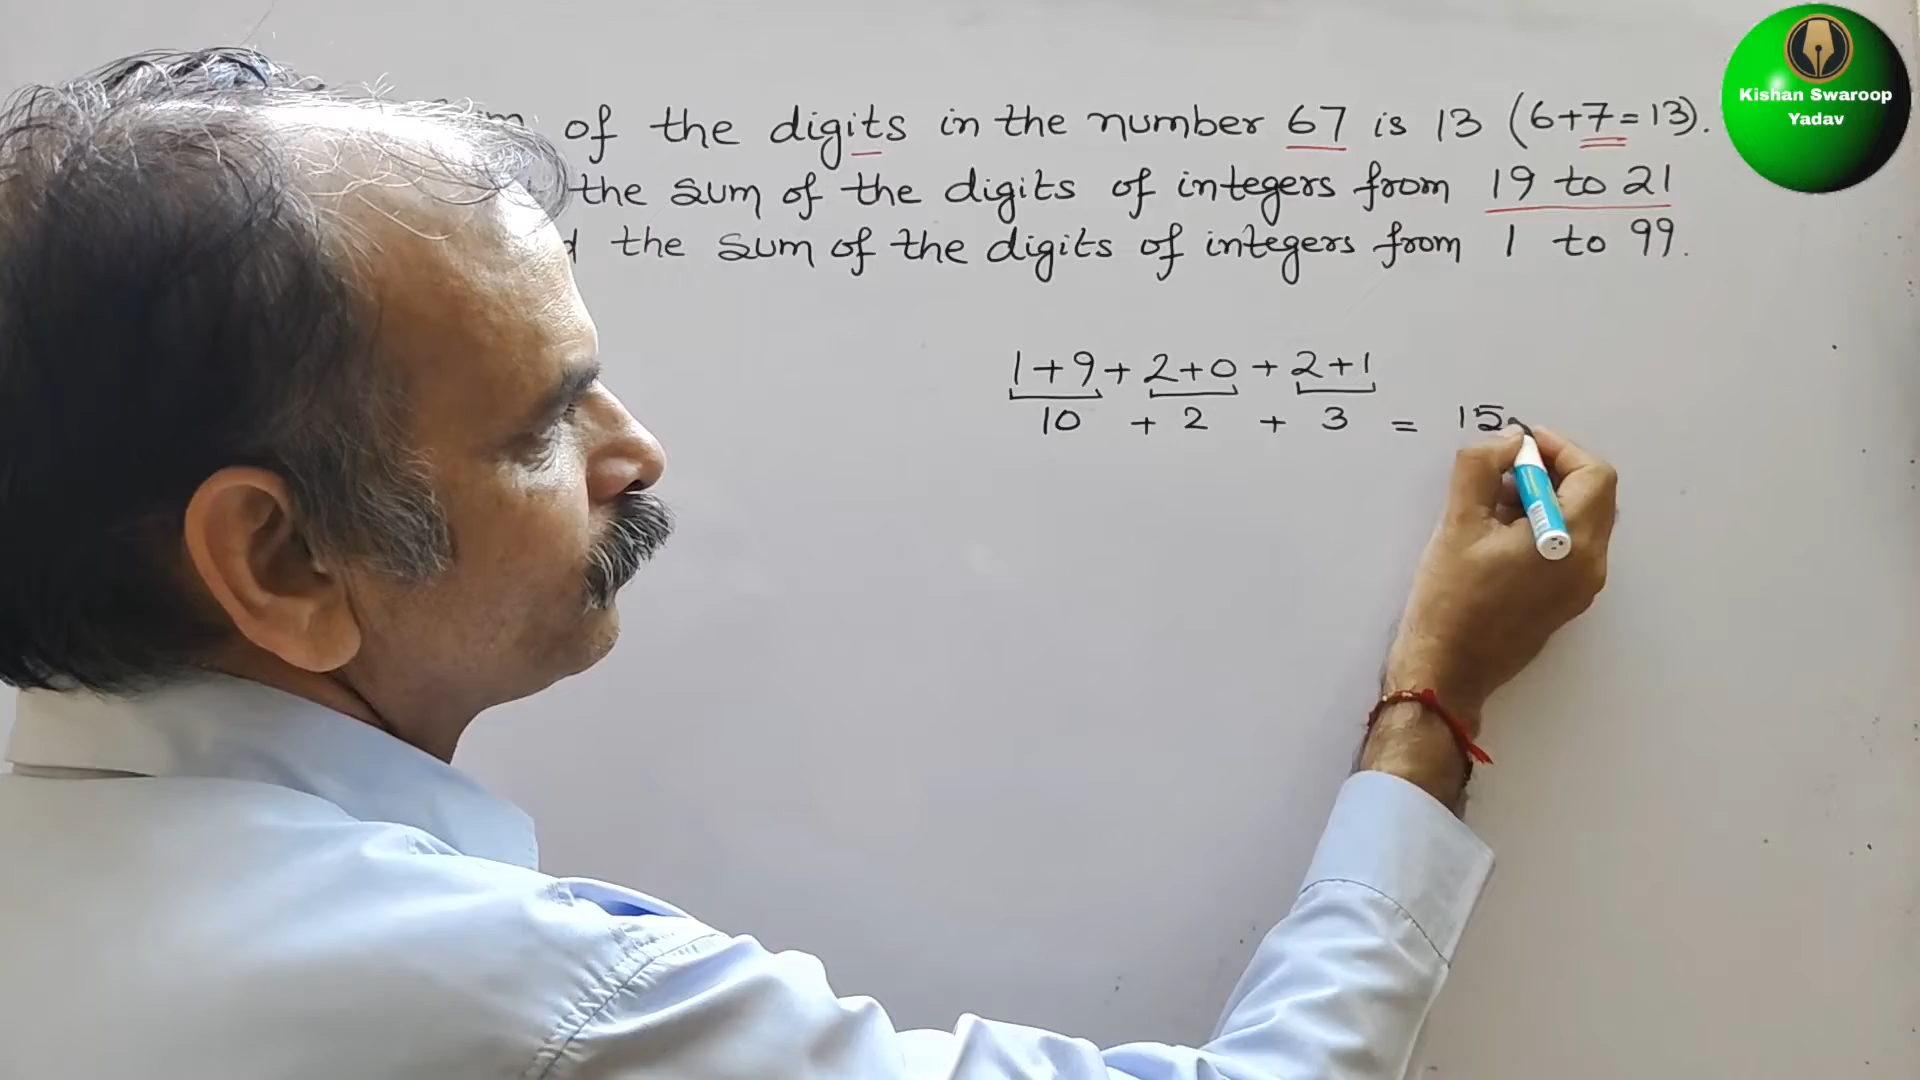 of the digits in the number 67 is 13 (6+7=13).
the sum of the digits of integers from 19 to 21
the sum of the digits of integers from 1 to 99.
1+9+2+0+2+1
10 + 2 + 3 = 15
Kishan Swaroop
Yadav